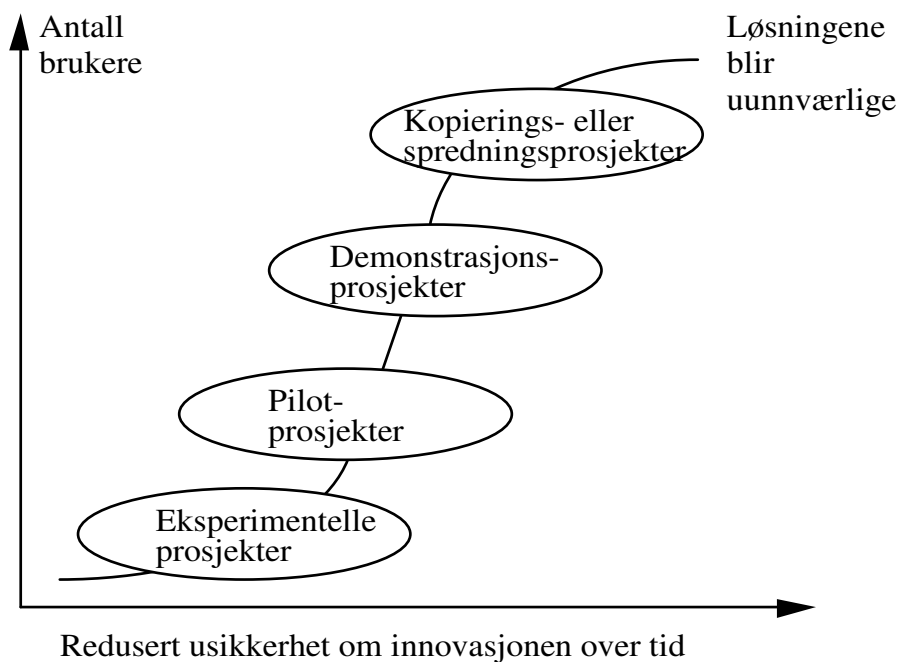 Antall
brukere
Løsningene
blir
uunnværlige
Kopierings- eller
spredningsprosjekter
Demonstrasjons-
prosjekter
Pilot-
prosjekter
Eksperimentelle
prosjekter
Redusert usikkerhet om innovasjonen over tid